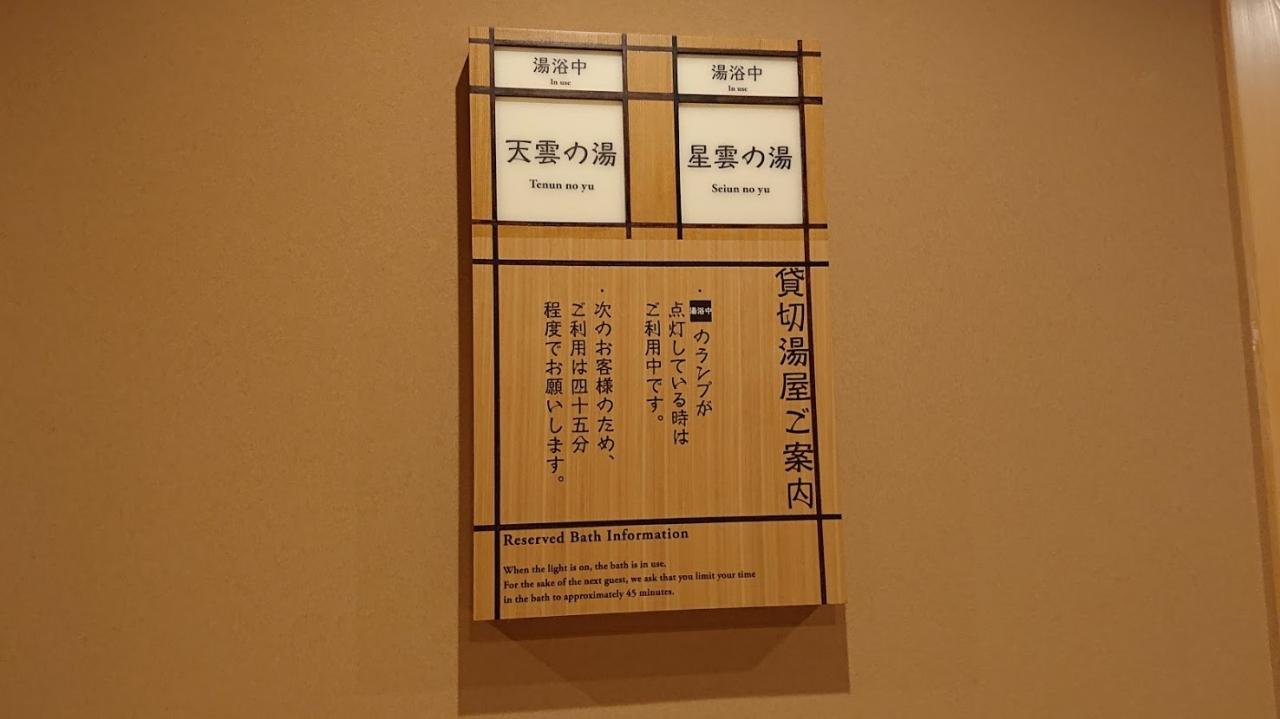 湯浴中
In use
天雲の湯
Tenun no yu
湯浴中
In use
星雲の湯
Seiun no yu
貸切湯屋ご案内
・湯浴中のランプが
点灯している時は
ご利用中です。
・次のお客様のため、
ご利用は四十五分
程度でお願いします。
Reserved Bath Information
When the light is on, the bath is in use.
For the sake of the next guest, we ask that you limit your time
in the bath to approximately 45 minutes.